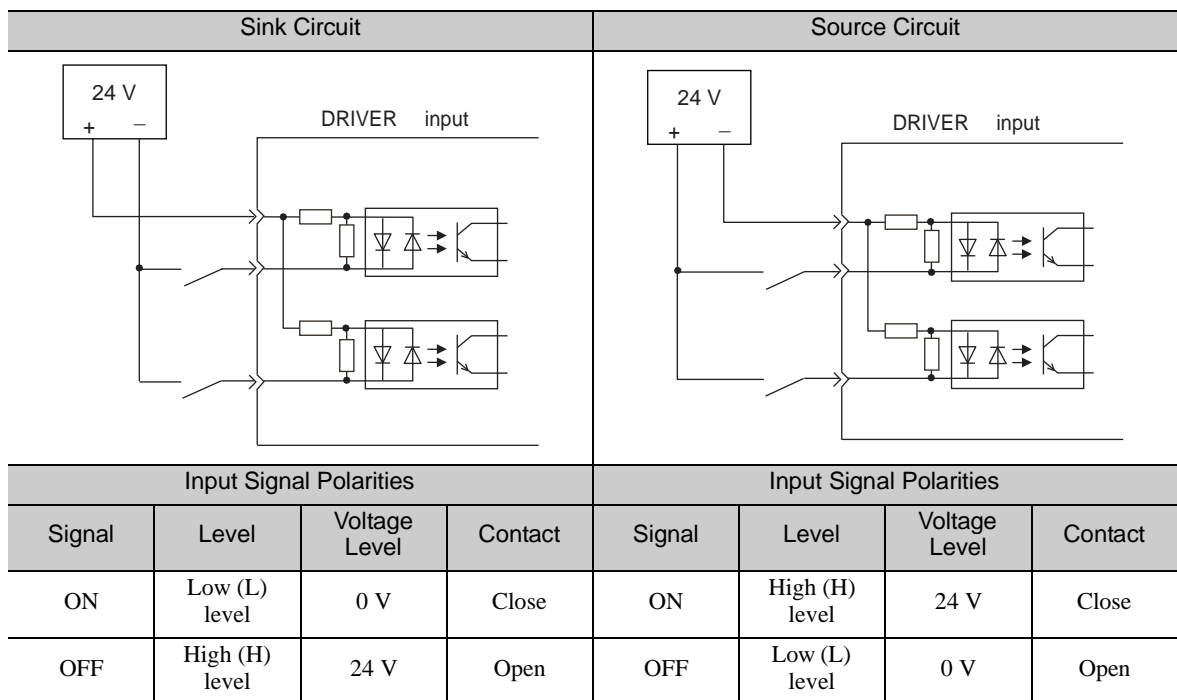 Sink Circuit
Source Circuit
24 V
+ −
DRIVER input
24 V
+ −
DRIVER input
Input Signal Polarities
Input Signal Polarities
Signal Level Voltage Level Contact Signal Level Voltage Level Contact
ON Low (L) level 0 V Close ON High (H) level 24 V Close
OFF High (H) level 24 V Open OFF Low (L) level 0 V Open